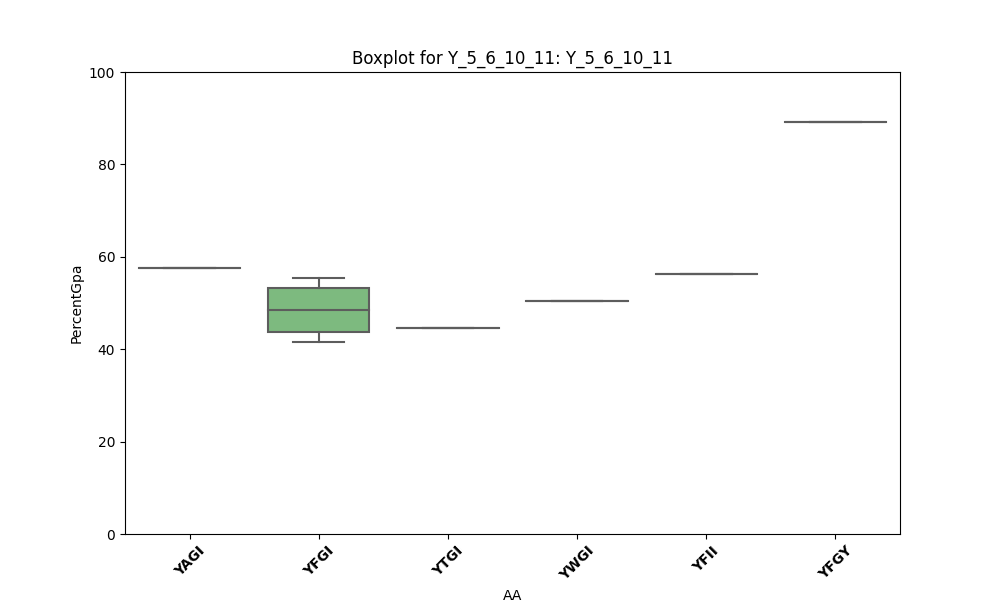 Boxplot for Y_5_6_10_11: Y_5_6_10_11
100
80
60
40
20
0
PercentGpa
YAGI
YFGI
YTGI
YWGI
YFII
YFGY
AA